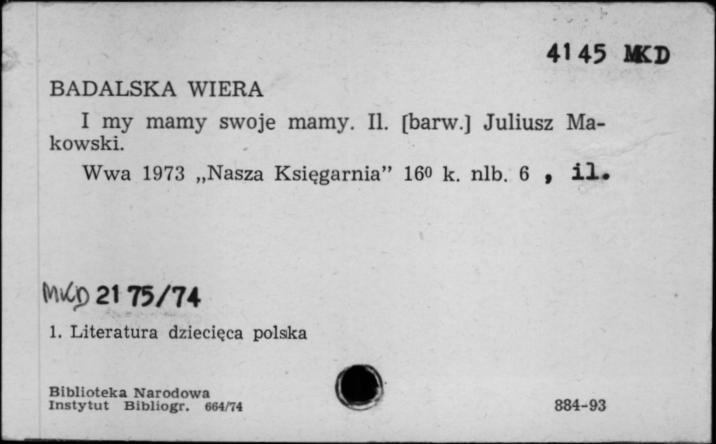 4145 MKD
BADALSKA WIERA
I my mamy swoje mamy. Il. [barw.] Juliusz Ma-
kowski.
Wwa 1973 „Nasza Księgarnia” 16⁰ k. nlb. 6 , il.
MKD 2175/74
1. Literatura dziecięca polska
Biblioteka Narodowa
Instytut Bibliogr. 664/74
884-93